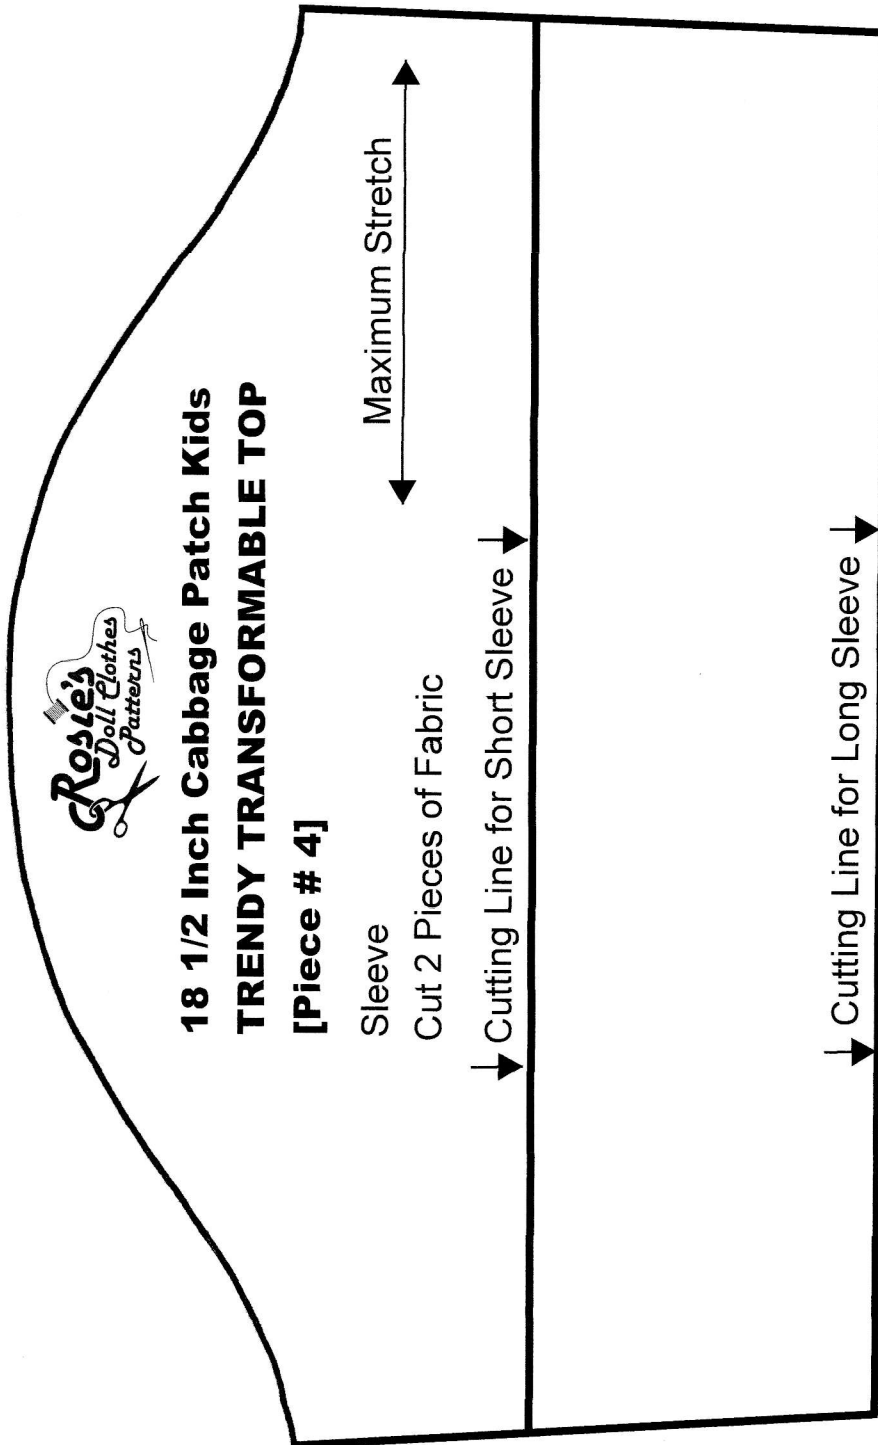 Rosie's
Doll Clothes
Patterns
18 1/2 Inch Cabbage Patch Kids
TRENDY TRANSFORMABLE TOP
[Piece # 4]
Sleeve
Maximum Stretch
Cut 2 Pieces of Fabric
Cutting Line for Short Sleeve
Cutting Line for Long Sleeve